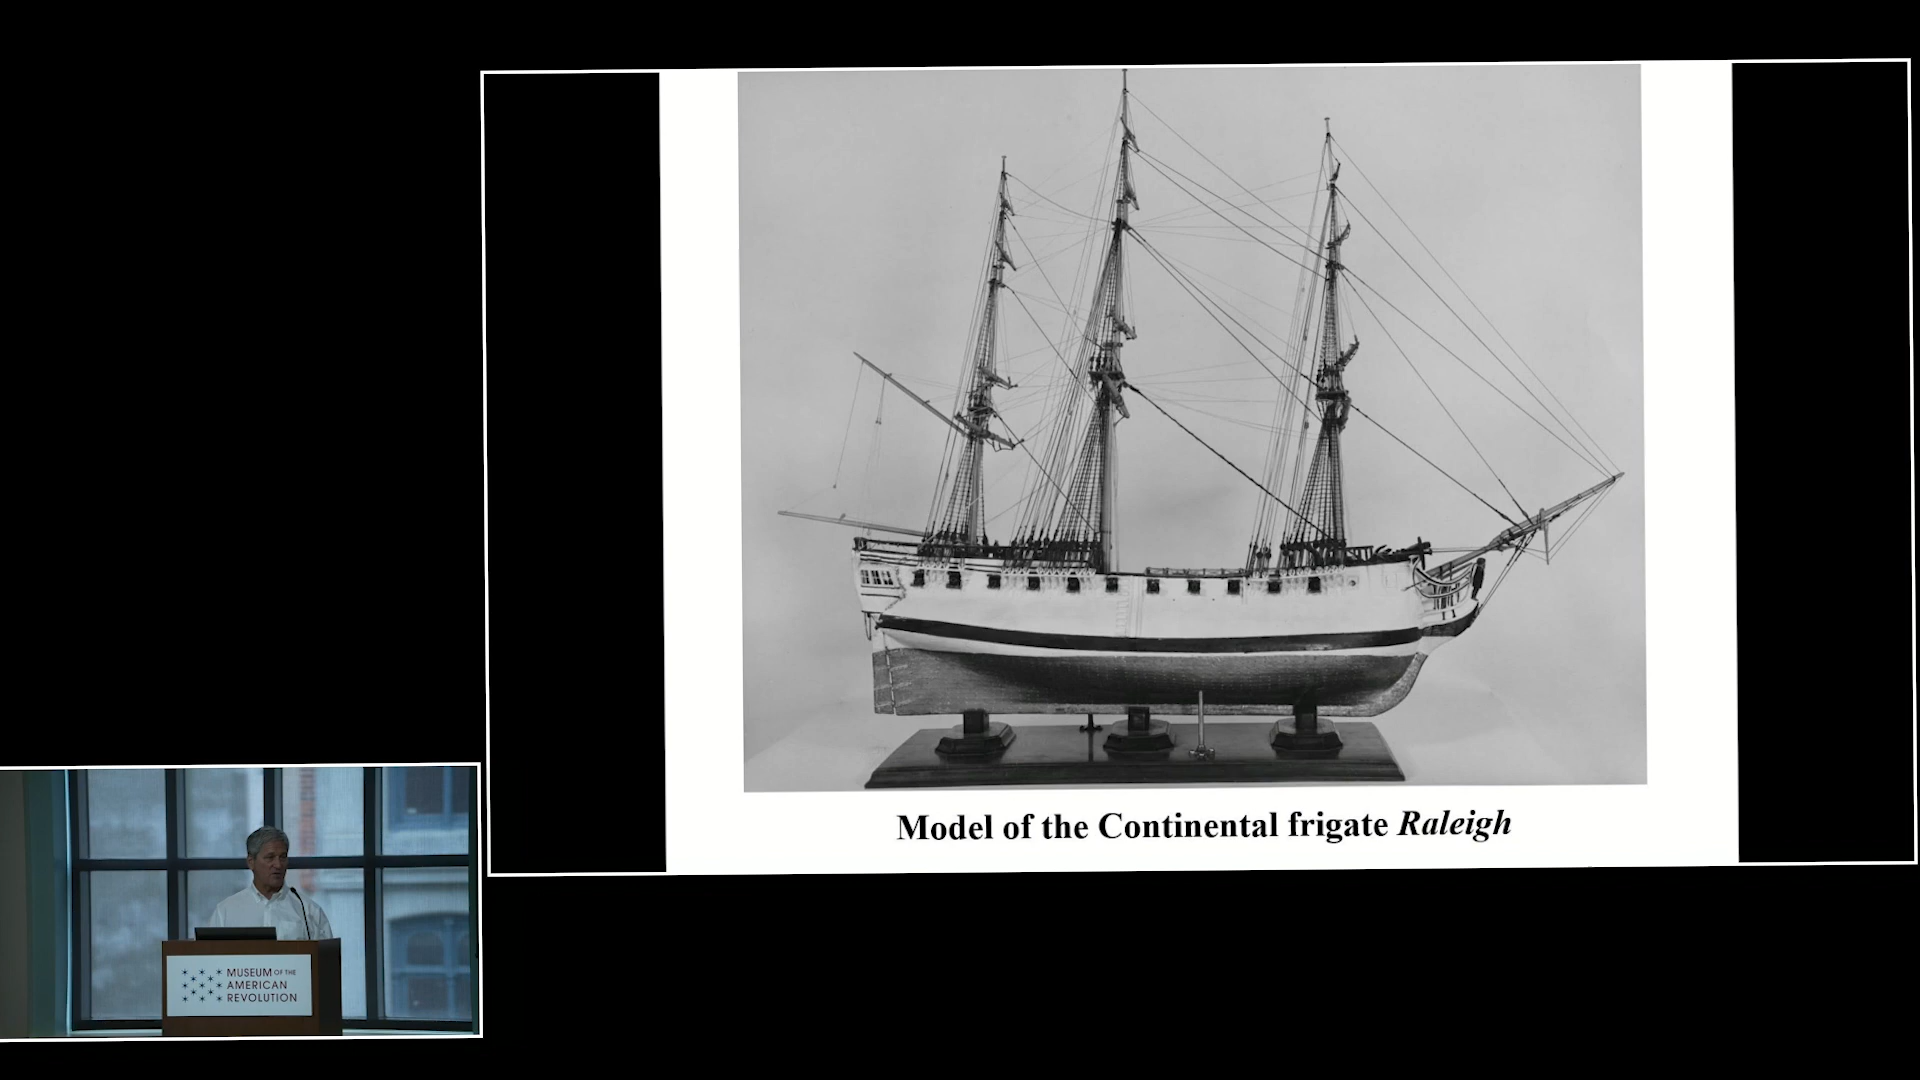 Model of the Continental frigate Raleigh
MUSEUM OF THE
AMERICAN
REVOLUTION